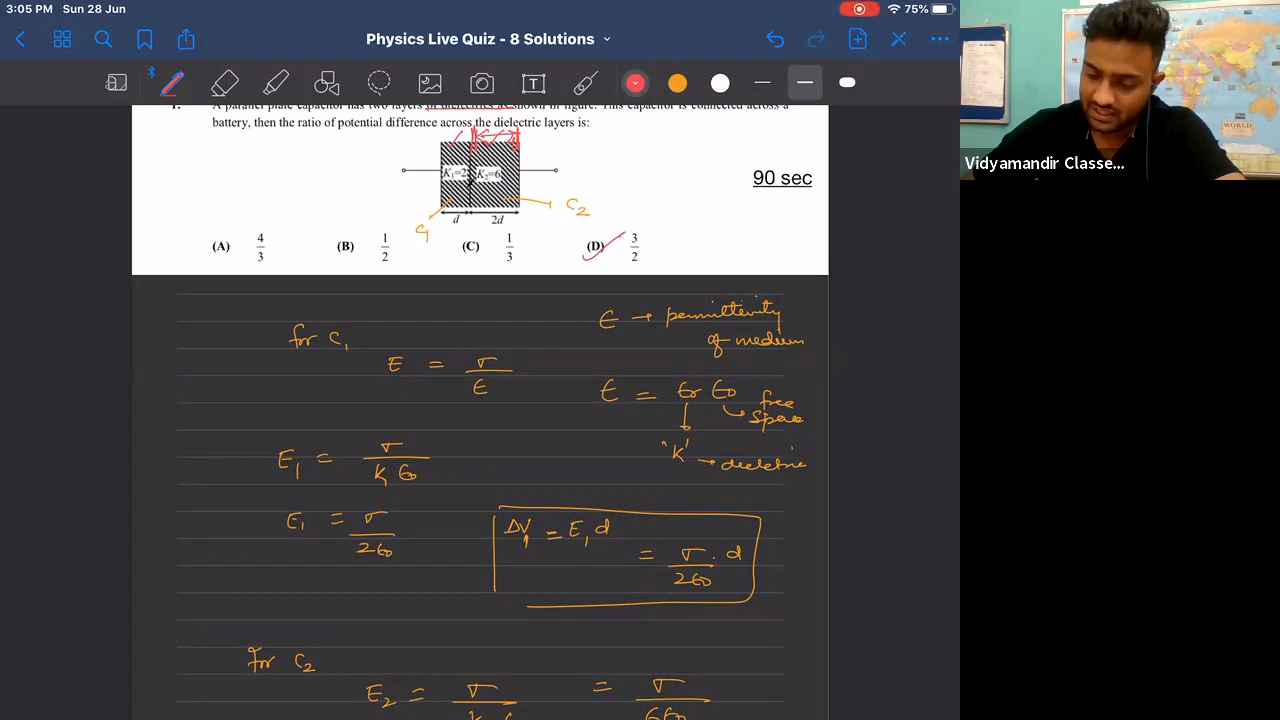 3:05 PM Sun 28 Jun
75%
Physics Live Quiz - 8 Solutions
A parallel plate capacitor has two layers of dielectrics as shown in figure. This capacitor is connected across a
battery, then the ratio of potential difference across the dielectric layers is:
K₁=2 K₂=6
d 2d
C₁
C₂
90 sec
(A) 4/3 (B) 1/2 (C) 1/3 (D) 3/2
for C₁
E = σ/ϵ
ϵ → permittivity
of medium
ϵ = ϵr ϵ0
free
space
'K' → dielectric
E₁ = σ/K₁ϵ0
E₁ = σ/2ϵ0
ΔV₁ = E₁d
= σ/2ϵ0 · d
for C₂
E₂ = σ
= σ/6ϵ0
Vidyamandir Classe...
WORLD